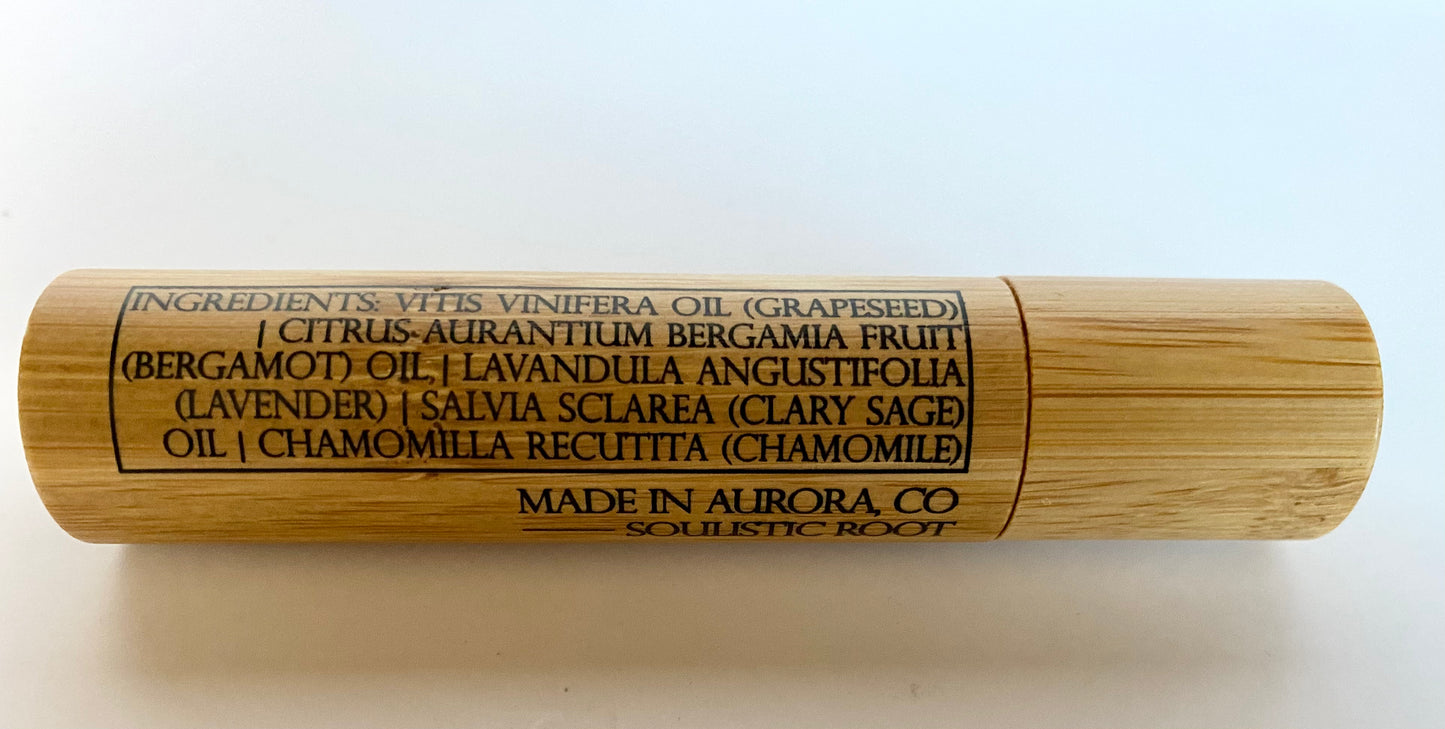 INGREDIENTS: VITIS VINIFERA OIL (GRAPESEED)
| CITRUS AURANTIUM BERGAMIA FRUIT
(BERGAMOT) OIL | LAVANDULA ANGUSTIFOLIA
(LAVENDER) | SALVIA SCLAREA (CLARY SAGE)
OIL | CHAMOMILLA RECUTITA (CHAMOMILE)
MADE IN AURORA, CO
SOULISTIC ROOT